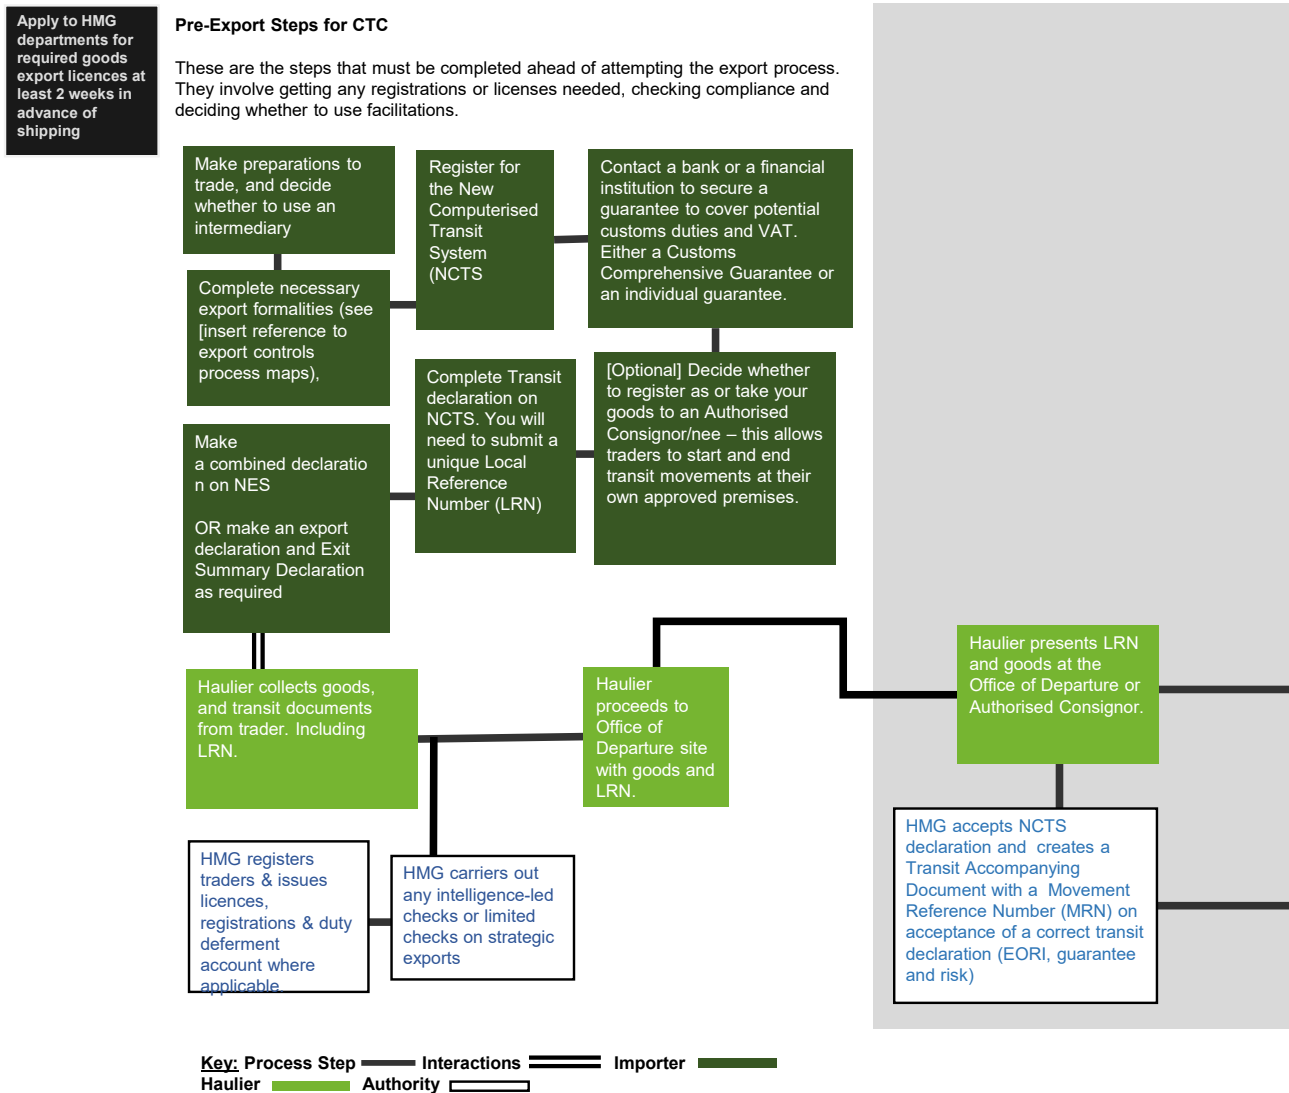 Apply to HMG
departments for
required goods
export licences at
least 2 weeks in
advance of
shipping
Pre-Export Steps for CTC
These are the steps that must be completed ahead of attempting the export process.
They involve getting any registrations or licenses needed, checking compliance and
deciding whether to use facilitations.
Make preparations to
trade, and decide
whether to use an
intermediary
Complete necessary
export formalities (see
[insert reference to
export controls
process maps),
Register for
the New
Computerised
Transit
System
(NCTS
Contact a bank or a financial
institution to secure a
guarantee to cover potential
customs duties and VAT.
Either a Customs
Comprehensive Guarantee or
an individual guarantee.
[Optional] Decide whether
to register as or take your
goods to an Authorised
Consignor/nee – this allows
traders to start and end
transit movements at their
own approved premises.
Complete Transit
declaration on
NCTS. You will
need to submit a
unique Local
Reference
Number (LRN)
Make
a combined declaratio
n on NES
OR make an export
declaration and Exit
Summary Declaration
as required
Haulier collects goods,
and transit documents
from trader. Including
LRN.
Haulier
proceeds to
Office of
Departure site
with goods and
LRN.
Haulier presents LRN
and goods at the
Office of Departure or
Authorised Consignor.
HMG registers
traders & issues
licences,
registrations & duty
deferment
account where
applicable.
HMG carriers out
any intelligence-led
checks or limited
checks on strategic
exports
HMG accepts NCTS
declaration and creates a
Transit Accompanying
Document with a Movement
Reference Number (MRN) on
acceptance of a correct transit
declaration (EORI, guarantee
and risk)
Key: Process Step Interactions Importer
Haulier Authority